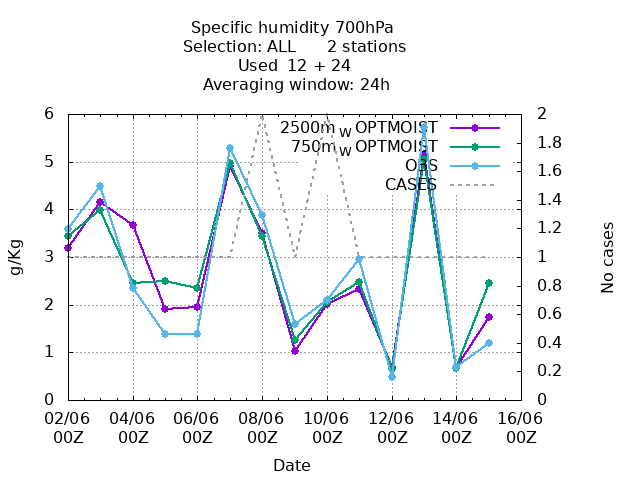 Specific humidity 700hPa
Selection: ALL 2 stations
Used 12 + 24
Averaging window: 24h
2500m_W OPTMOIST
750m_W OPTMOIST
OBS
CASES
6
5
4
3
2
1
0
g/Kg
2
1.8
1.6
1.4
1.2
1
0.8
0.6
0.4
0.2
0
No cases
02/06 04/06 06/06 08/06 10/06 12/06 14/06 16/06
00Z 00Z 00Z 00Z 00Z 00Z 00Z 00Z
Date